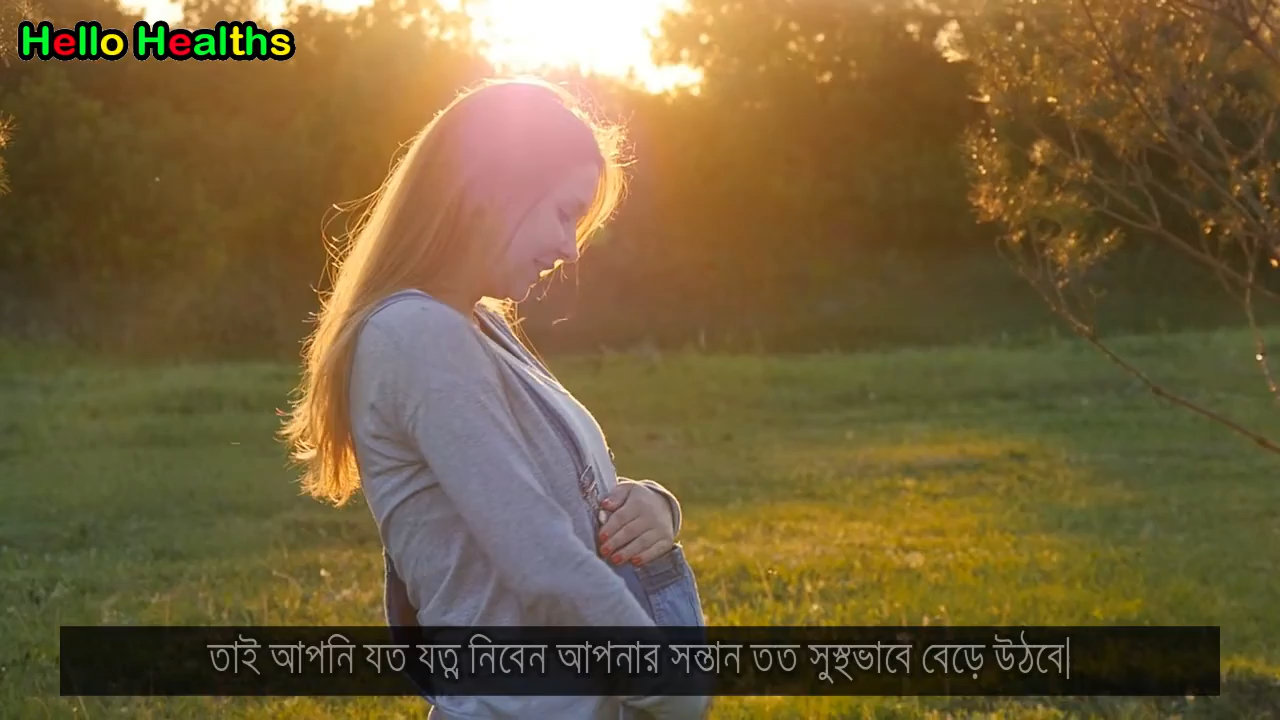 Hello Healths
তাই আপনি যত যত্ন নিবেন আপনার সন্তান তত সুস্থভাবে বেড়ে উঠবে|